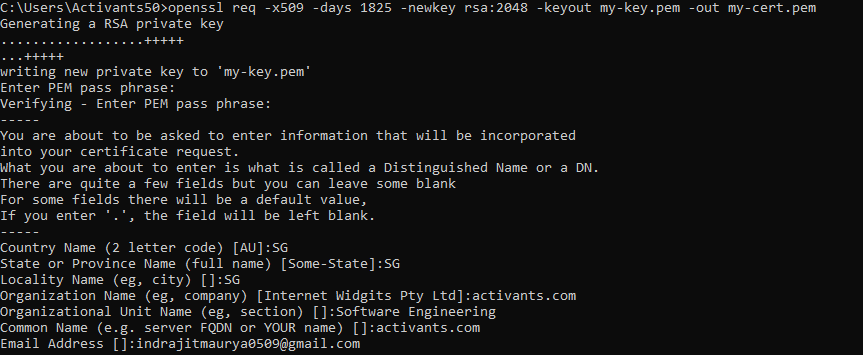 C:\Users\Activants50>openssl req -x509 -days 1825 -newkey rsa:2048 -keyout my-key.pem -out my-cert.pem
Generating a RSA private key
..................+++++
...+++++
writing new private key to 'my-key.pem'
Enter PEM pass phrase:
Verifying - Enter PEM pass phrase:
-----
You are about to be asked to enter information that will be incorporated
into your certificate request.
What you are about to enter is what is called a Distinguished Name or a DN.
There are quite a few fields but you can leave some blank
For some fields there will be a default value,
If you enter '.', the field will be left blank.
-----
Country Name (2 letter code) [AU]:SG
State or Province Name (full name) [Some-State]:SG
Locality Name (eg, city) []:SG
Organization Name (eg, company) [Internet Widgits Pty Ltd]:activants.com
Organizational Unit Name (eg, section) []:Software Engineering
Common Name (e.g. server FQDN or YOUR name) []:activants.com
Email Address []:indrajitmaurya0509@gmail.com